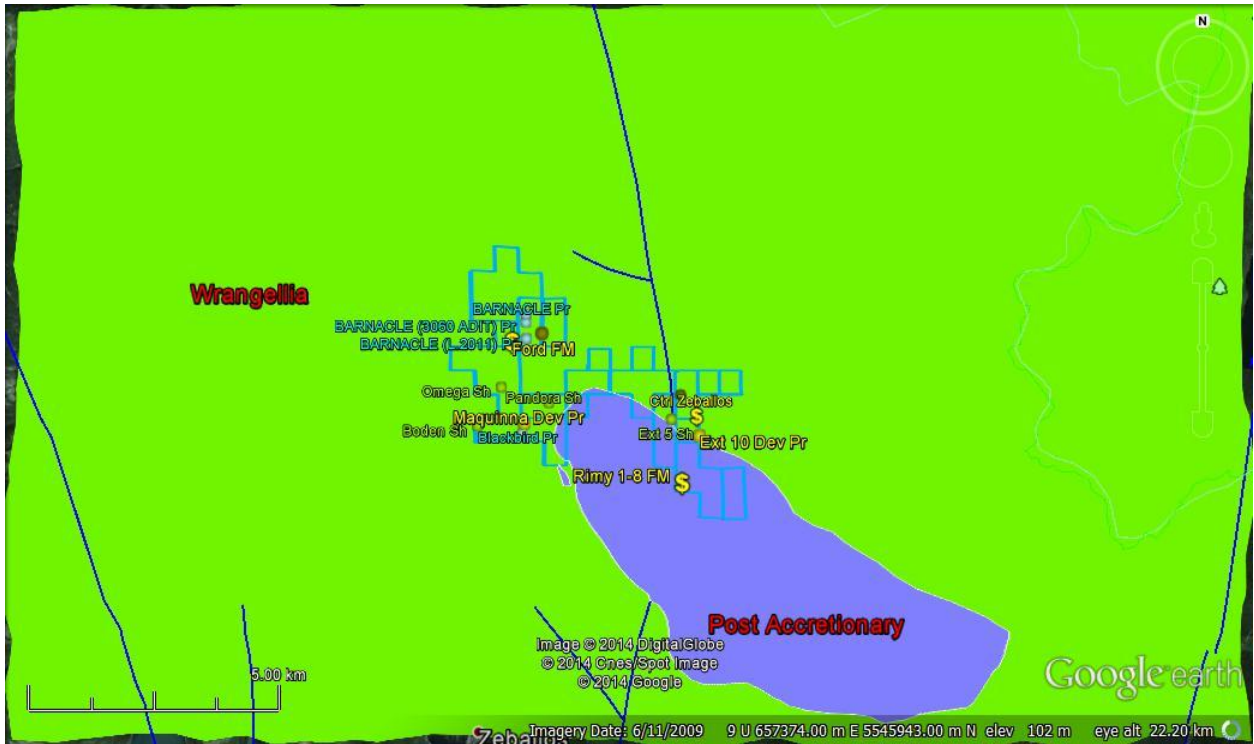 N
Wrangellia
BARNACLE Pr
BARNACLE (3060 ADIT) Pr
BARNACLE (L.2011) Pr
Ford FM
Omega Sh
Pandora Sh
Ctrl Zeballos
Maquinna Dev Pr
$
Boden Sh
Blackbird Pr
Ext 5 Sh
Ext 10 Dev Pr
Rimy 1-8 FM
$
Post Accretionary
Image © 2014 DigitalGlobe
© 2014 Cnes/Spot Image
© 2014 Google
5.00 km
Google earth
Zeballos
Imagery Date: 6/11/2009 9 U 657374.00 m E 5545943.00 m N elev 102 m eye alt 22.20 km